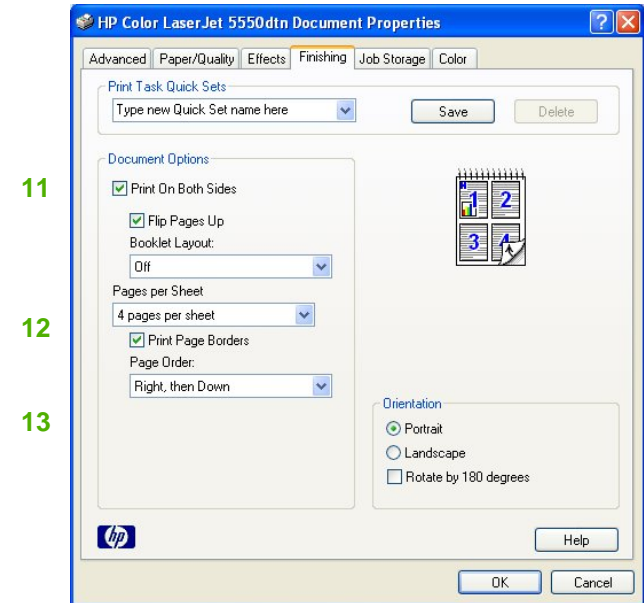 HP Color LaserJet 5550dtn Document Properties
Advanced Paper/Quality Effects Finishing Job Storage Color
Print Task Quick Sets
Type new Quick Set name here Save Delete
Document Options
11 Print On Both Sides
Flip Pages Up
Booklet Layout:
Off
Pages per Sheet
12 4 pages per sheet
Print Page Borders
Page Order:
Right, then Down
13
Orientation
Portrait
Landscape
Rotate by 180 degrees
1 2
3 4
hp Help
OK Cancel